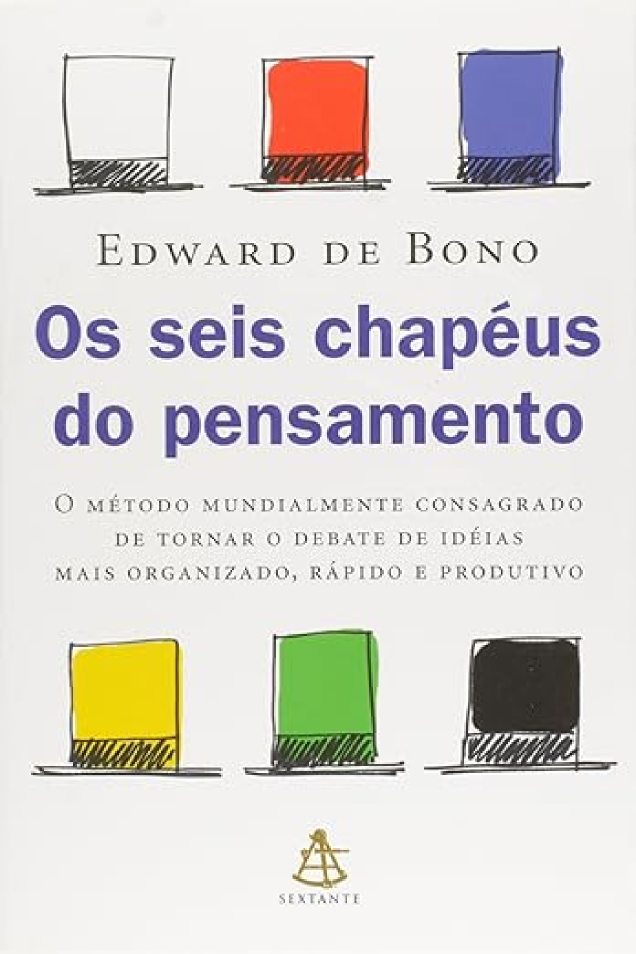 EDWARD DE BONO
Os seis chapéus
do pensamento
O MÉTODO MUNDIALMENTE CONSAGRADO
DE TORNAR O DEBATE DE IDÉIAS
MAIS ORGANIZADO, RÁPIDO E PRODUTIVO
SEXTANTE